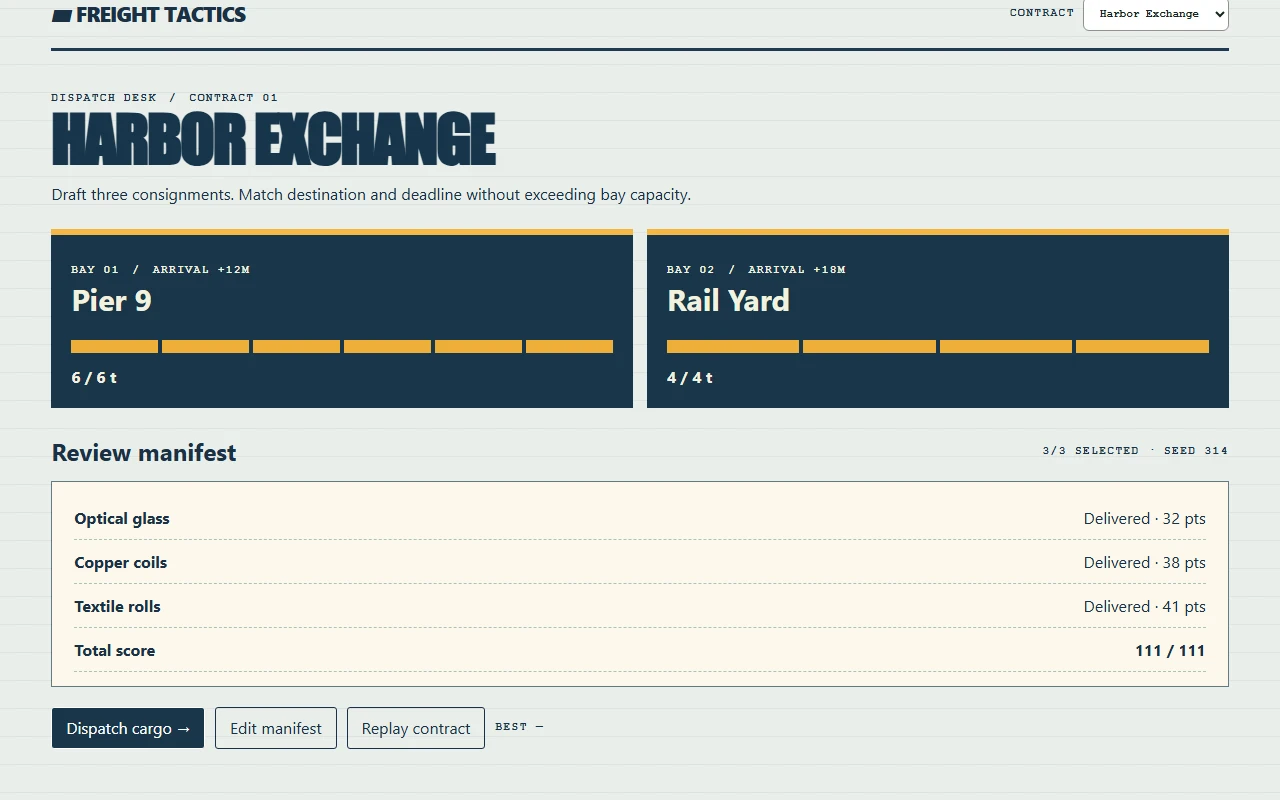 FREIGHT TACTICS
CONTRACT Harbor Exchange
DISPATCH DESK / CONTRACT 01
HARBOR EXCHANGE
Draft three consignments. Match destination and deadline without exceeding bay capacity.
BAY 01 / ARRIVAL +12M
Pier 9
6 / 6 t
BAY 02 / ARRIVAL +18M
Rail Yard
4 / 4 t
Review manifest
3/3 SELECTED · SEED 314
Optical glass Delivered · 32 pts
Copper coils Delivered · 38 pts
Textile rolls Delivered · 41 pts
Total score 111 / 111
Dispatch cargo → Edit manifest Replay contract BEST —